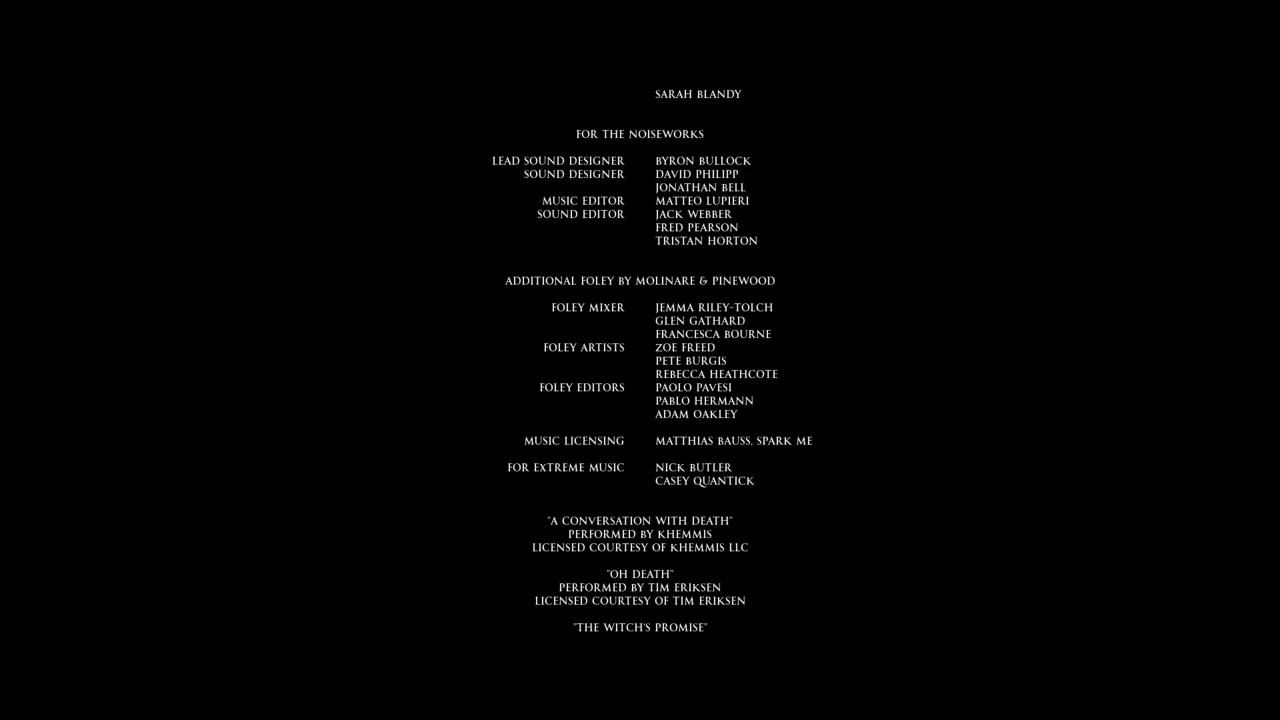 SARAH BLANDY
FOR THE NOISEWORKS
LEAD SOUND DESIGNER BYRON BULLOCK
SOUND DESIGNER DAVID PHILIPP
JONATHAN BELL
MUSIC EDITOR MATTEO LUPIERI
SOUND EDITOR JACK WEBBER
FRED PEARSON
TRISTAN HORTON
ADDITIONAL FOLEY BY MOLINARE & PINEWOOD
FOLEY MIXER JEMMA RILEY-TOLCH
GLEN GATHARD
FRANCESCA BOURNE
FOLEY ARTISTS ZOE FREED
PETE BURGIS
REBECCA HEATHCOTE
FOLEY EDITORS PAOLO PAVESI
PABLO HERMANN
ADAM OAKLEY
MUSIC LICENSING MATTHIAS BAUSS, SPARK ME
FOR EXTREME MUSIC NICK BUTLER
CASEY QUANTICK
"A CONVERSATION WITH DEATH"
PERFORMED BY KHEMMIS
LICENSED COURTESY OF KHEMMIS LLC
"OH DEATH"
PERFORMED BY TIM ERIKSEN
LICENSED COURTESY OF TIM ERIKSEN
"THE WITCH'S PROMISE"